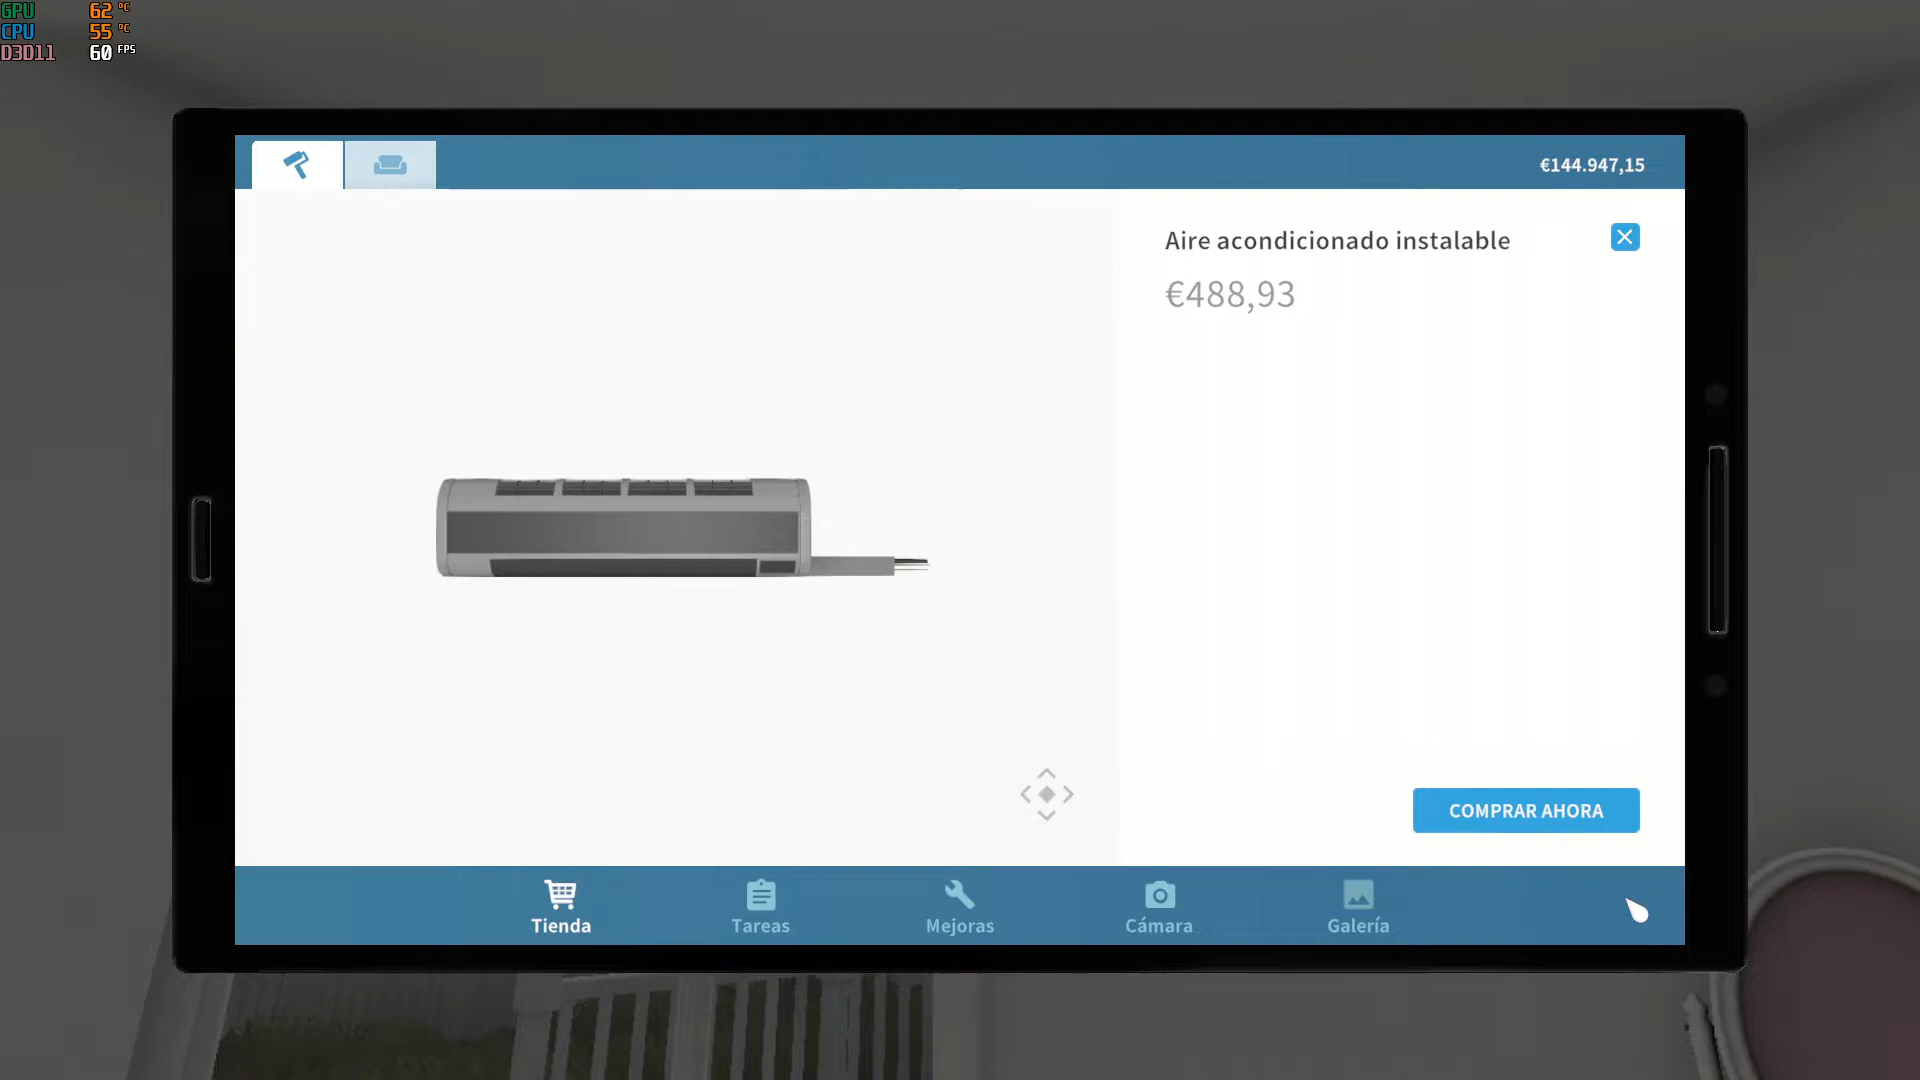 GPU 62 °C
CPU 55 °C
D3D11 60 FPS
€144.947,15
Aire acondicionado instalable
€488,93
COMPRAR AHORA
Tienda
Tareas
Mejoras
Cámara
Galería